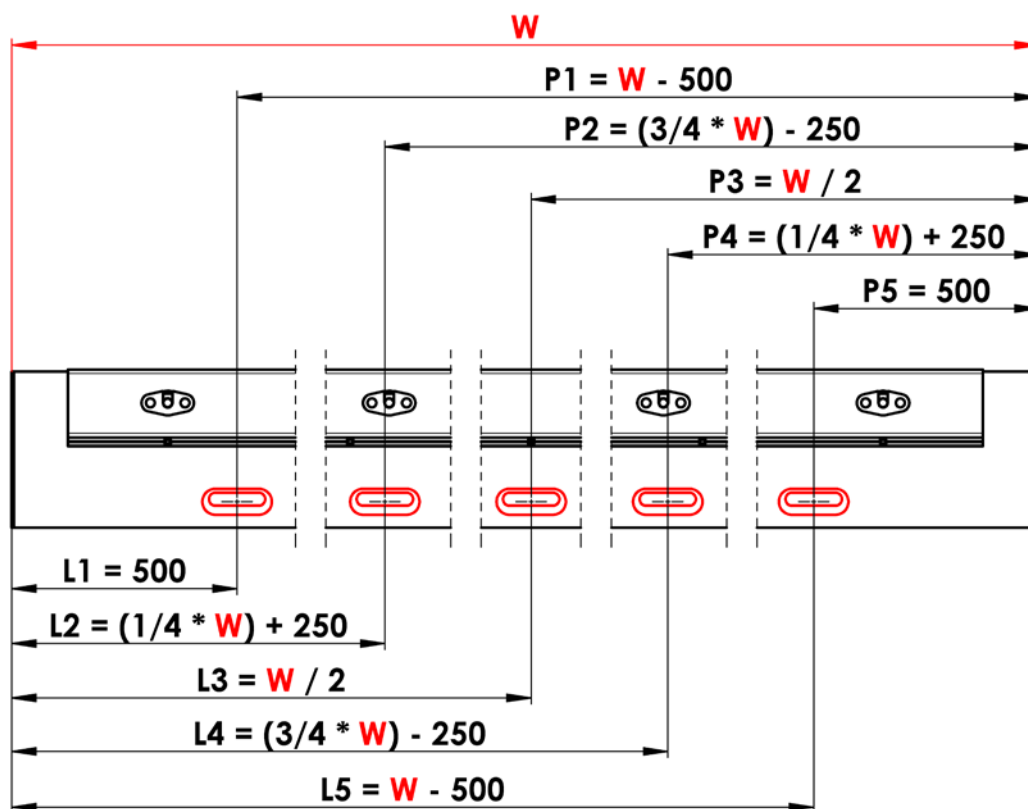 W
P1 = W - 500
P2 = (3/4 * W) - 250
P3 = W / 2
P4 = (1/4 * W) + 250
P5 = 500
L1 = 500
L2 = (1/4 * W) + 250
L3 = W / 2
L4 = (3/4 * W) - 250
L5 = W - 500